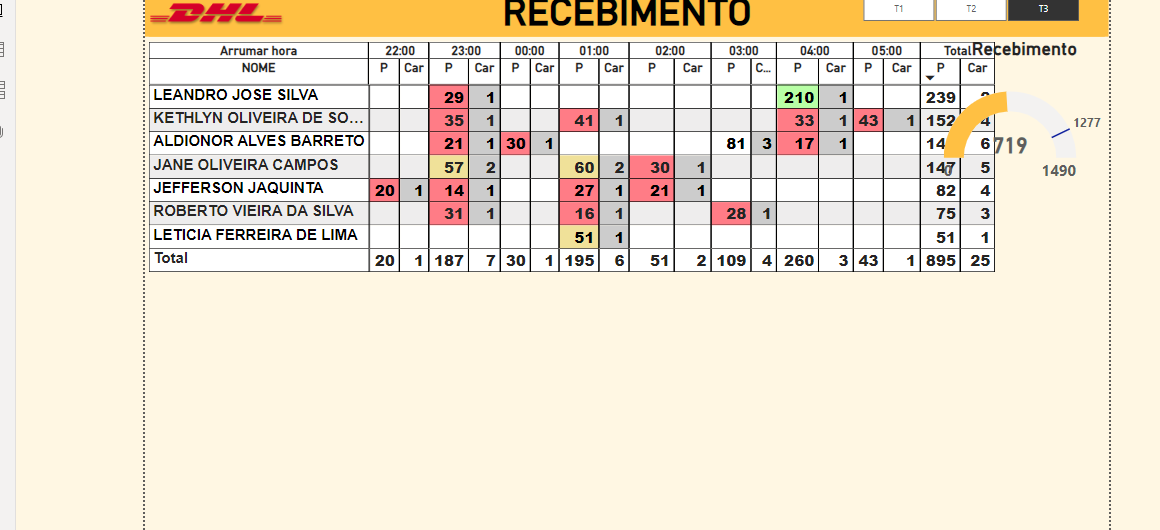 DHL RECEBIMENTO T1 T2 T3
Arrumar hora 22:00 23:00 00:00 01:00 02:00 03:00 04:00 05:00 Total Recebimento
NOME P Car P Car P Car P Car P Car P C... P Car P Car P Car
LEANDRO JOSE SILVA 29 1 210 1 239
KETHLYN OLIVEIRA DE SO... 35 1 41 1 33 1 43 1 152 4 1277
ALDIONOR ALVES BARRETO 21 1 30 1 81 3 17 1 6 719
JANE OLIVEIRA CAMPOS 57 2 60 2 30 1 147 5 0 1490
JEFFERSON JAQUINTA 20 1 14 1 27 1 21 1 82 4
ROBERTO VIEIRA DA SILVA 31 1 16 1 28 1 75 3
LETICIA FERREIRA DE LIMA 51 1 51 1
Total 20 1 187 7 30 1 195 6 51 2 109 4 260 3 43 1 895 25